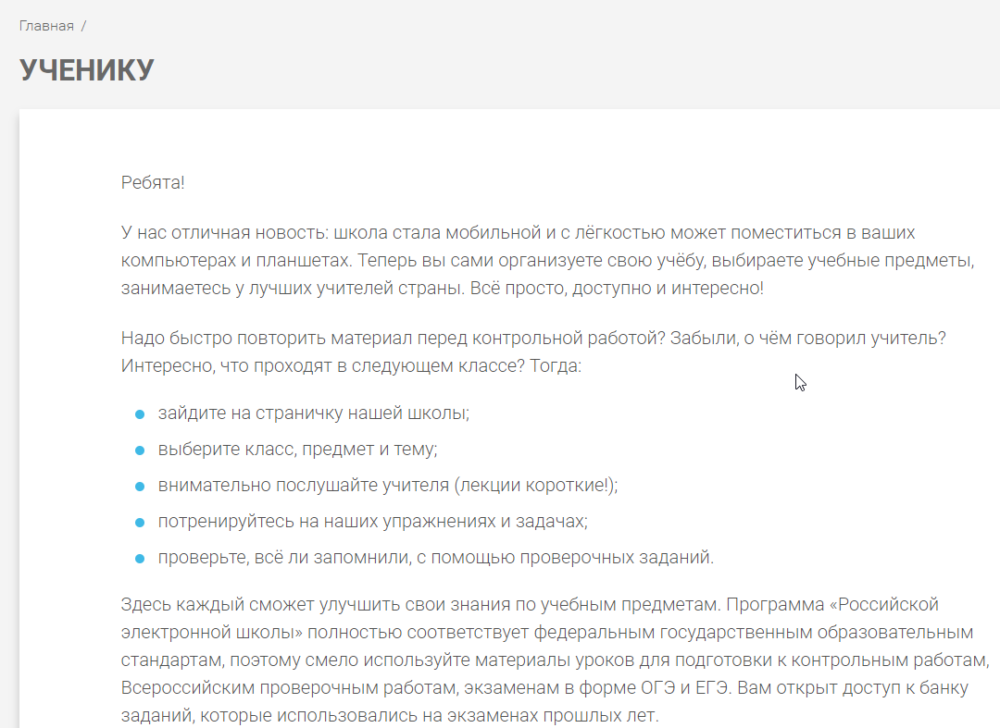 Главная /
УЧЕНИКУ
Ребята!
У нас отличная новость: школа стала мобильной и с лёгкостью может поместиться в ваших
компьютерах и планшетах. Теперь вы сами организуете свою учёбу, выбираете учебные предметы,
занимаетесь у лучших учителей страны. Всё просто, доступно и интересно!
Надо быстро повторить материал перед контрольной работой? Забыли, о чём говорил учитель?
Интересно, что проходят в следующем классе? Тогда:
зайдите на страничку нашей школы;
выберите класс, предмет и тему;
внимательно послушайте учителя (лекции короткие!);
потренируйтесь на наших упражнениях и задачах;
проверьте, всё ли запомнили, с помощью проверочных заданий.
Здесь каждый сможет улучшить свои знания по учебным предметам. Программа «Российской
электронной школы» полностью соответствует федеральным государственным образовательным
стандартам, поэтому смело используйте материалы уроков для подготовки к контрольным работам,
Всероссийским проверочным работам, экзаменам в форме ОГЭ и ЕГЭ. Вам открыт доступ к банку
заданий, которые использовались на экзаменах прошлых лет.